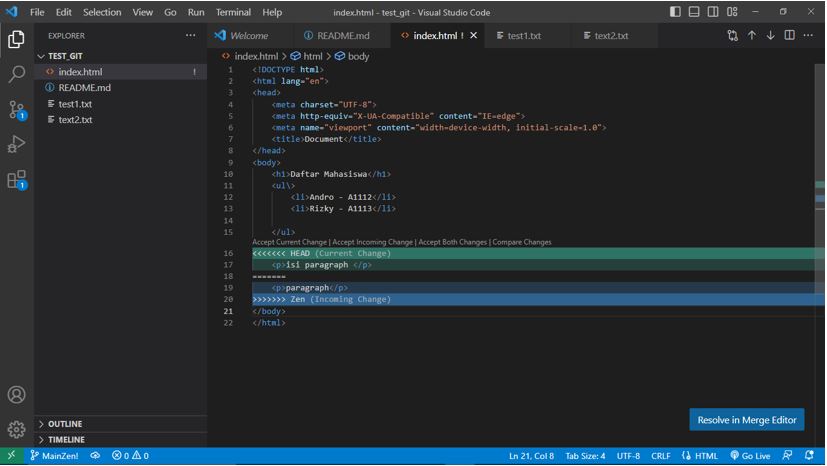 File Edit Selection View Go Run Terminal Help
index.html - test_git - Visual Studio Code
EXPLORER
TEST_GIT
index.html !
README.md
test1.txt
test2.txt
OUTLINE
TIMELINE
Welcome README.md index.html ! test1.txt test2.txt
index.html > html > body
1 <!DOCTYPE html>
2 <html lang="en">
3 <head>
4 <meta charset="UTF-8">
5 <meta http-equiv="X-UA-Compatible" content="IE=edge">
6 <meta name="viewport" content="width=device-width, initial-scale=1.0">
7 <title>Document</title>
8 </head>
9 <body>
10 <h1>Daftar Mahasiswa</h1>
11 <ul\>
12 <li>Andro - A1112</li>
13 <li>Rizky - A1113</li>
14
15 </ul>
Accept Current Change | Accept Incoming Change | Accept Both Changes | Compare Changes
16 <<<<<<< HEAD (Current Change)
17 <p>isi paragraph </p>
18 =======
19 <p>paragraph</p>
20 >>>>>>> Zen (Incoming Change)
21 </body>
22 </html>
Resolve in Merge Editor
1
1
MainZen! 0 0 Ln 21, Col 8 Tab Size: 4 UTF-8 CRLF HTML Go Live